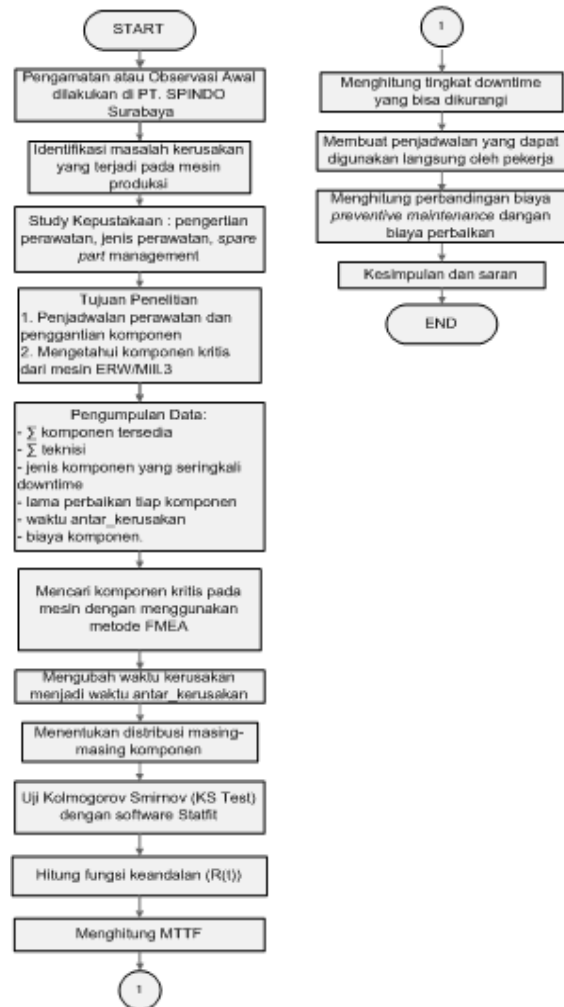 START
Pengamatan atau Observasi Awal
dilakukan di PT. SPINDO
Surabaya
Identifikasi masalah kerusakan
yang terjadi pada mesin
produksi
Study Kepustakaan : pengertian
perawatan, jenis perawatan, spare
part management
Tujuan Penelitian
1. Penjadwalan perawatan dan
penggantian komponen
2. Mengetahui komponen kritis
dari mesin ERW/Mill.3
Pengumpulan Data:
- ∑ komponen tersedia
- ∑ teknisi
- jenis komponen yang seringkali
downtime
- lama perbaikan tiap komponen
- waktu antar_kerusakan
- biaya komponen.
Mencari komponen kritis pada
mesin dengan menggunakan
metode FMEA
Mengubah waktu kerusakan
menjadi waktu antar_kerusakan
Menentukan distribusi masing-
masing komponen
Uji Kolmogorov Smirnov (KS Test)
dengan software Statfit
Hitung fungsi keandalan (R(t))
Menghitung MTTF
1
1
Menghitung tingkat downtime
yang bisa dikurangi
Membuat penjadwalan yang dapat
digunakan langsung oleh pekerja
Menghitung perbandingan biaya
preventive maintenance dengan
biaya perbaikan
Kesimpulan dan saran
END